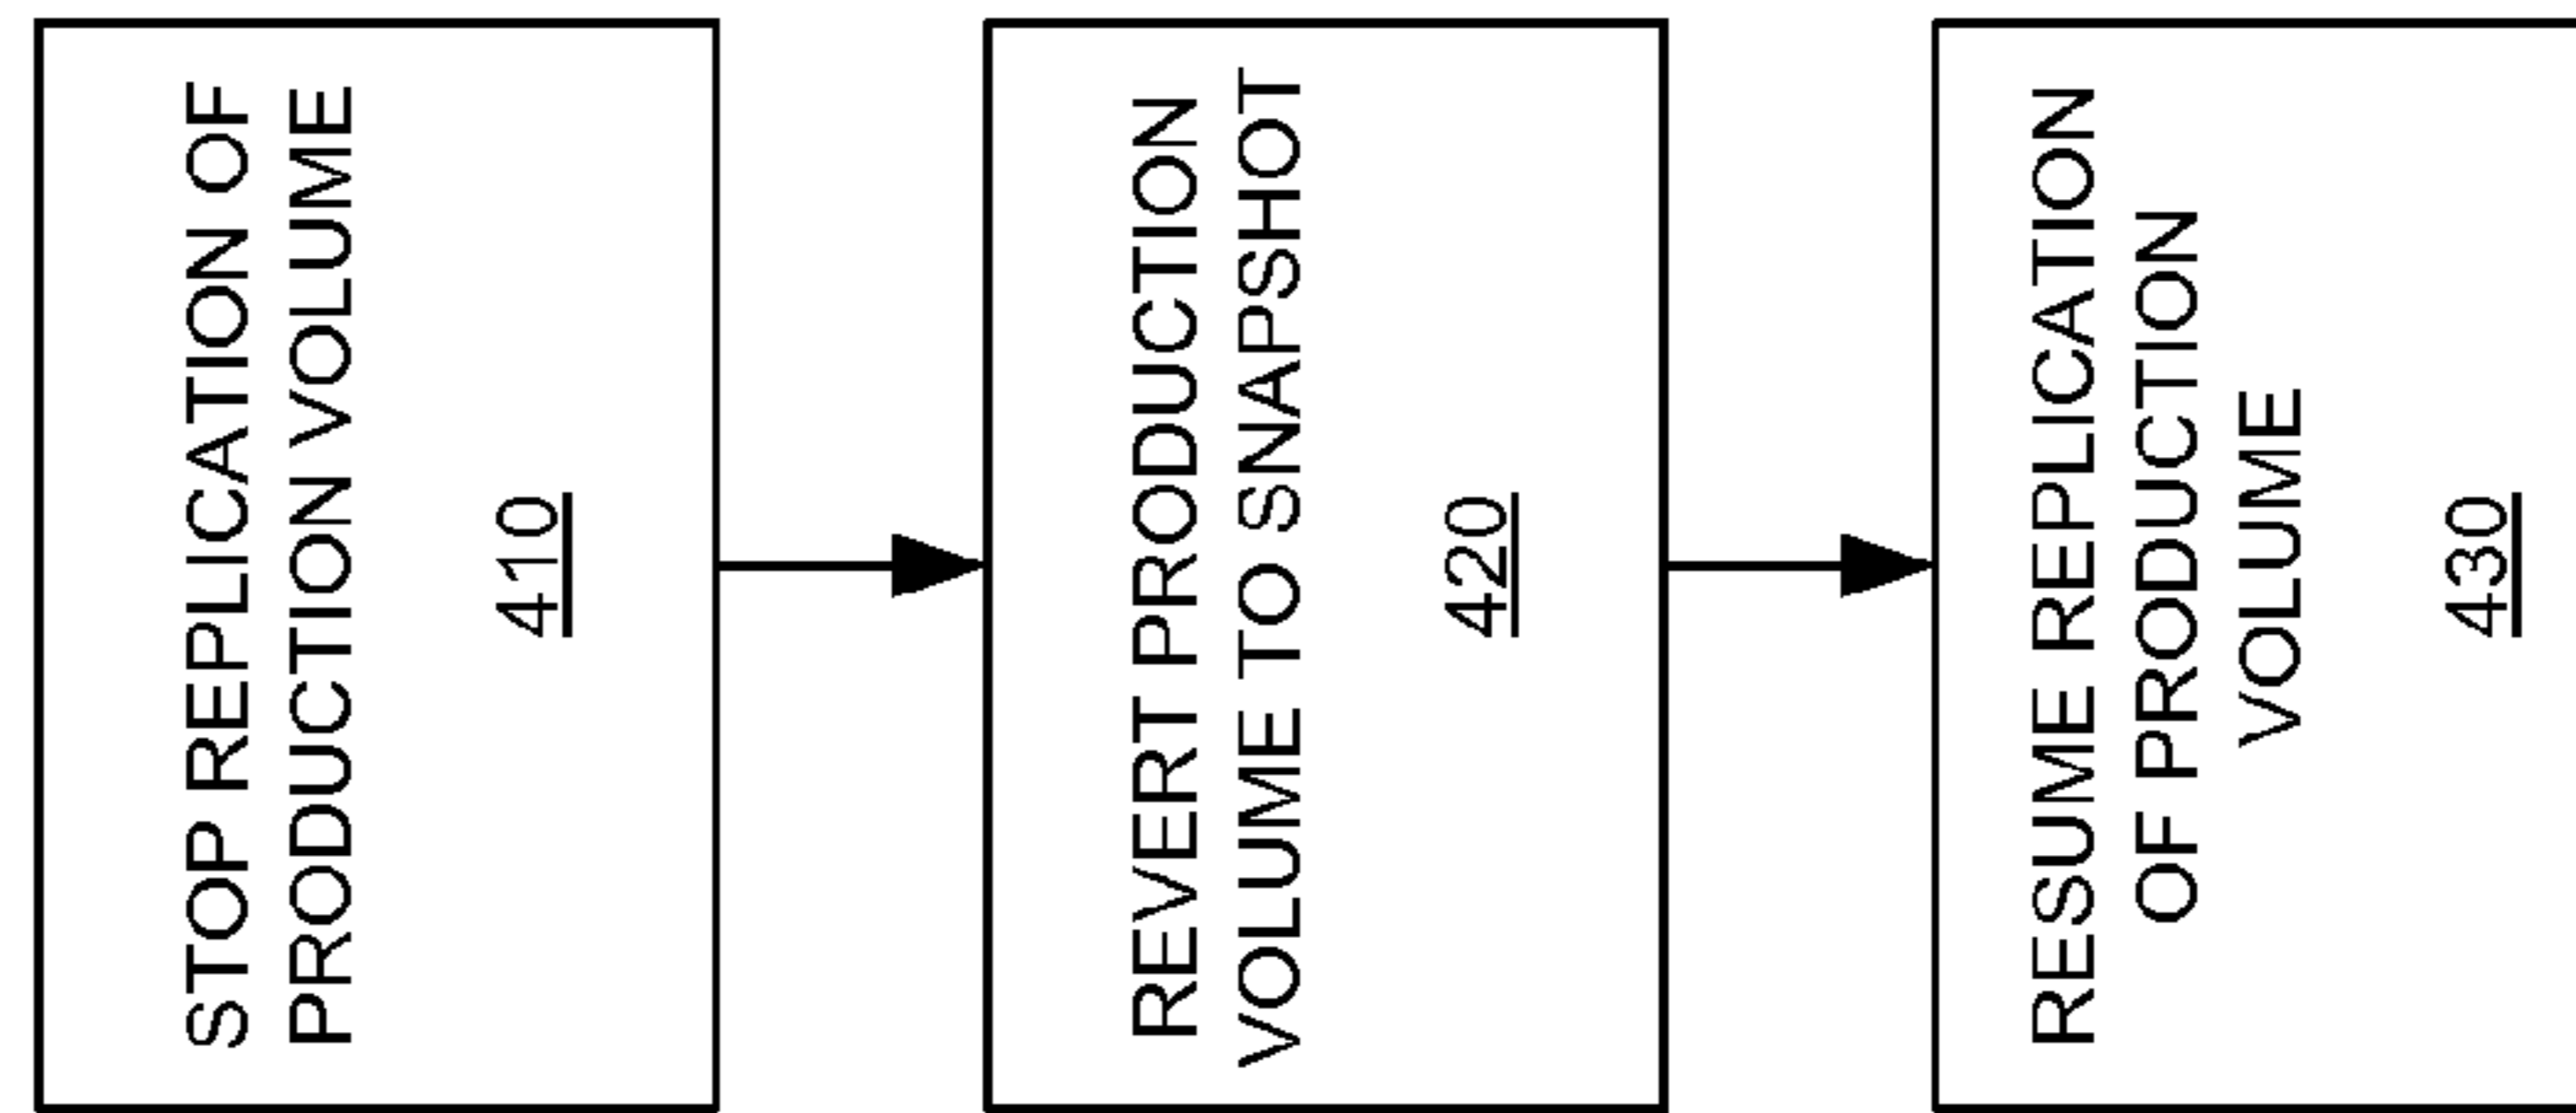 STOP REPLICATION OF
PRODUCTION VOLUME
410
REVERT PRODUCTION
VOLUME TO SNAPSHOT
420
RESUME REPLICATION
OF PRODUCTION
VOLUME
430